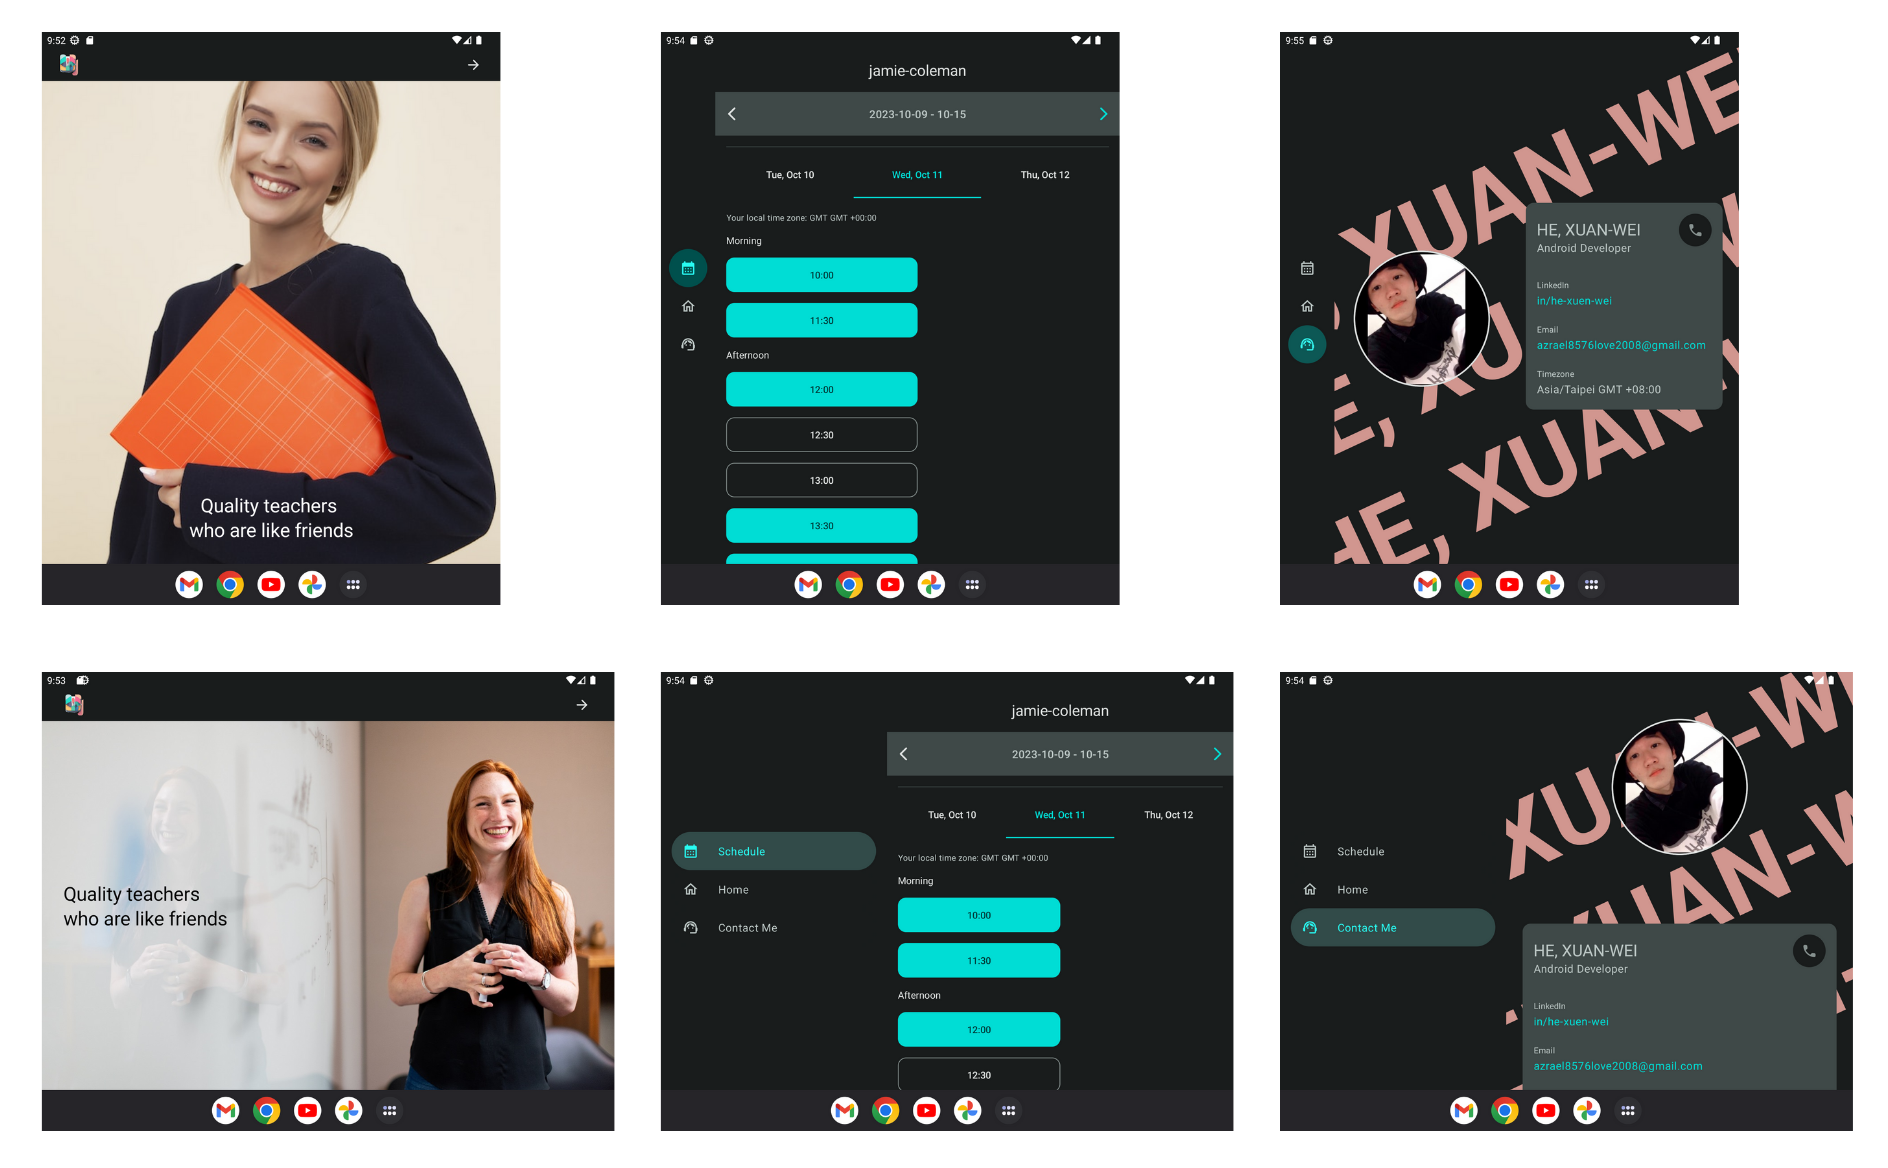 9:52
Quality teachers
who are like friends
9:54
jamie-coleman
2023-10-09 - 10-15
Tue, Oct 10
Wed, Oct 11
Thu, Oct 12
Your local time zone: GMT GMT +00:00
Morning
10:00
11:30
Afternoon
12:00
12:30
13:00
13:30
9:55
XUAN-WE
HE, XUAN-WEI
Android Developer
LinkedIn
in/he-xuen-wei
Email
azrael8576love2008@gmail.com
Timezone
Asia/Taipei GMT +08:00
E, XU
HE, XUAN
9:53
Quality teachers
who are like friends
9:54
jamie-coleman
2023-10-09 - 10-15
Tue, Oct 10
Wed, Oct 11
Thu, Oct 12
Schedule
Home
Contact Me
Your local time zone: GMT GMT +00:00
Morning
10:00
11:30
Afternoon
12:00
12:30
9:54
XU -W
XUAN-W
Schedule
Home
Contact Me
HE, XUAN-WEI
Android Developer
LinkedIn
in/he-xuen-wei
Email
azrael8576love2008@gmail.com